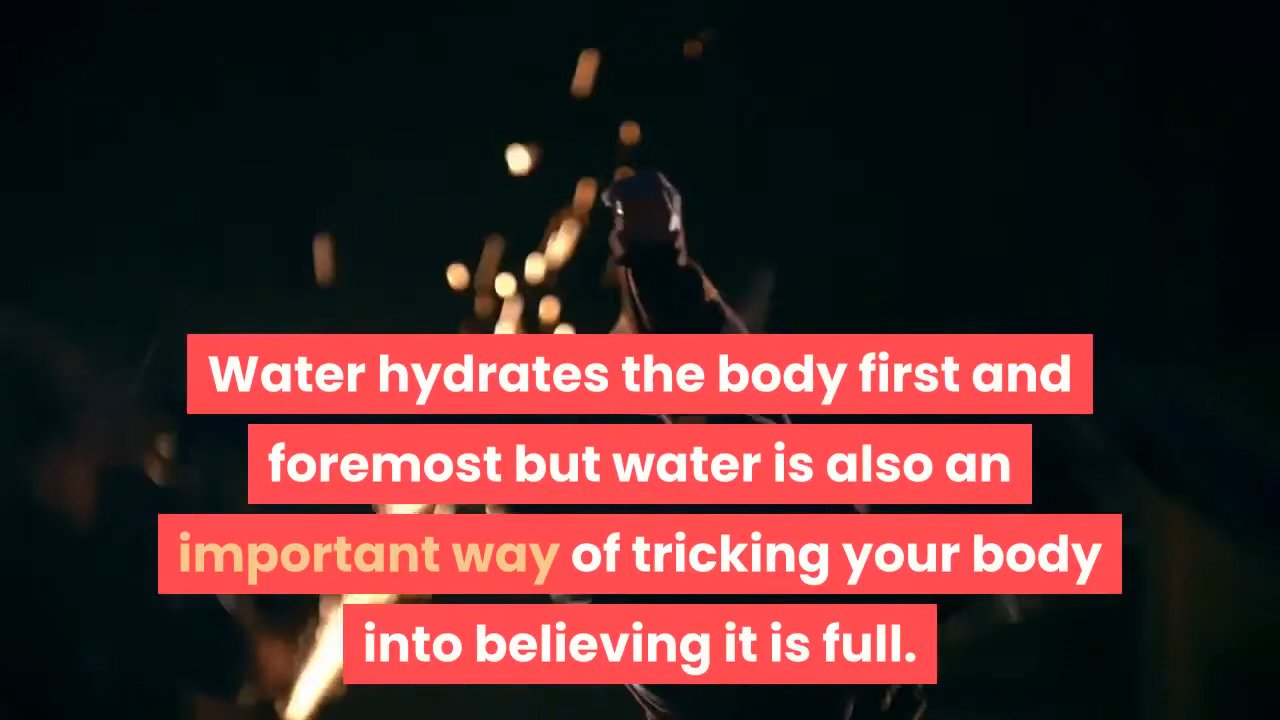 Water hydrates the body first and
foremost but water is also an
important way of tricking your body
into believing it is full.